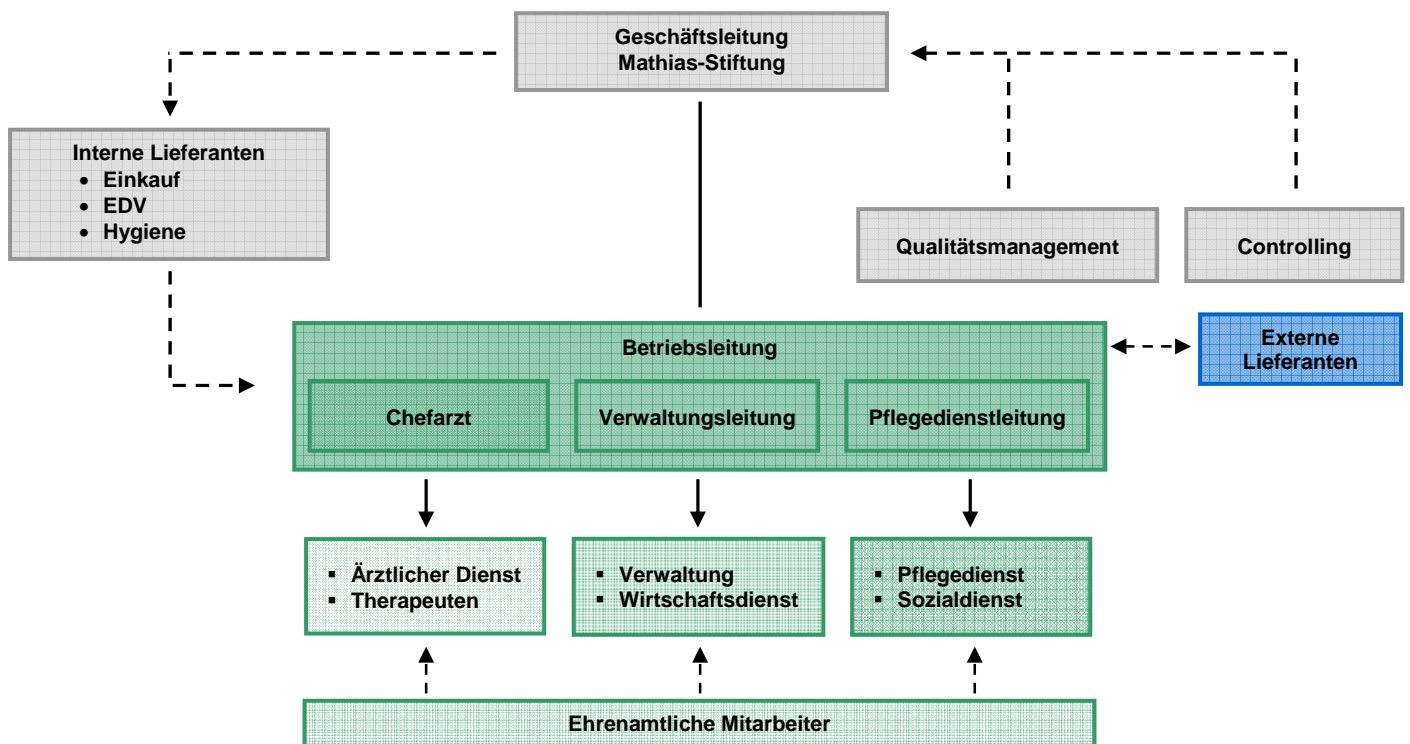 Geschäftsleitung
Mathias-Stiftung
Interne Lieferanten
• Einkauf
• EDV
• Hygiene
Qualitätsmanagement
Controlling
Betriebsleitung
Externe
Lieferanten
Chefarzt
Verwaltungsleitung
Pflegedienstleitung
▪ Ärztlicher Dienst
▪ Therapeuten
▪ Verwaltung
▪ Wirtschaftsdienst
▪ Pflegedienst
▪ Sozialdienst
Ehrenamtliche Mitarbeiter